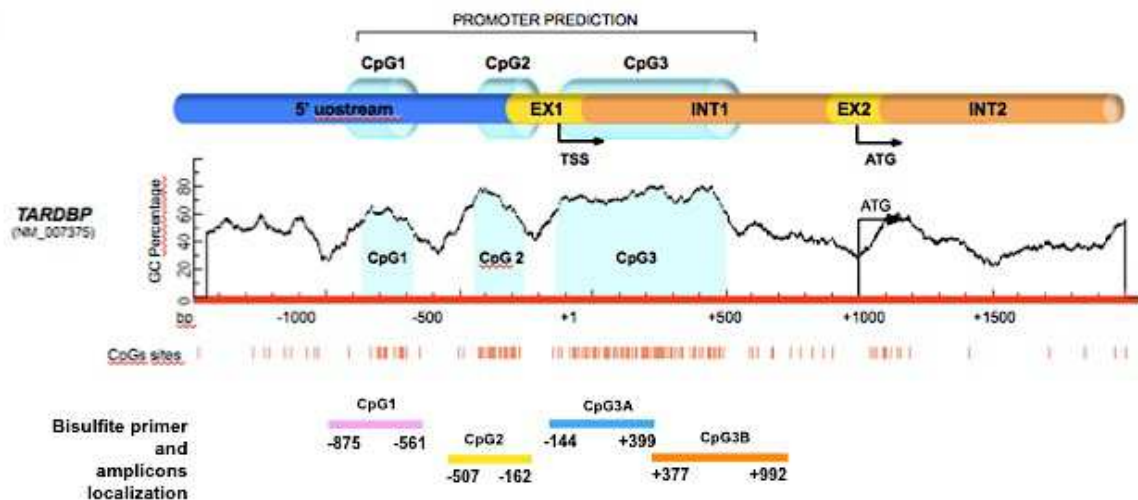 PROMOTER PREDICTION
CpG1 CpG2 CpG3
5' uostream EX1 INT1 EX2 INT2
TSS ATG
TARDBP
(NM_007375)
GC Percentage
0 20 40 60 80
ATG
CpG1 CoG 2 CpG3
bp -1000 -500 +1 +500 +1000 +1500
CpGs sites
Bisulfite primer
and
amplicons
localization
CpG1 CpG3A
-875 -561 -144 +399
CpG2 CpG3B
-507 -162 +377 +992